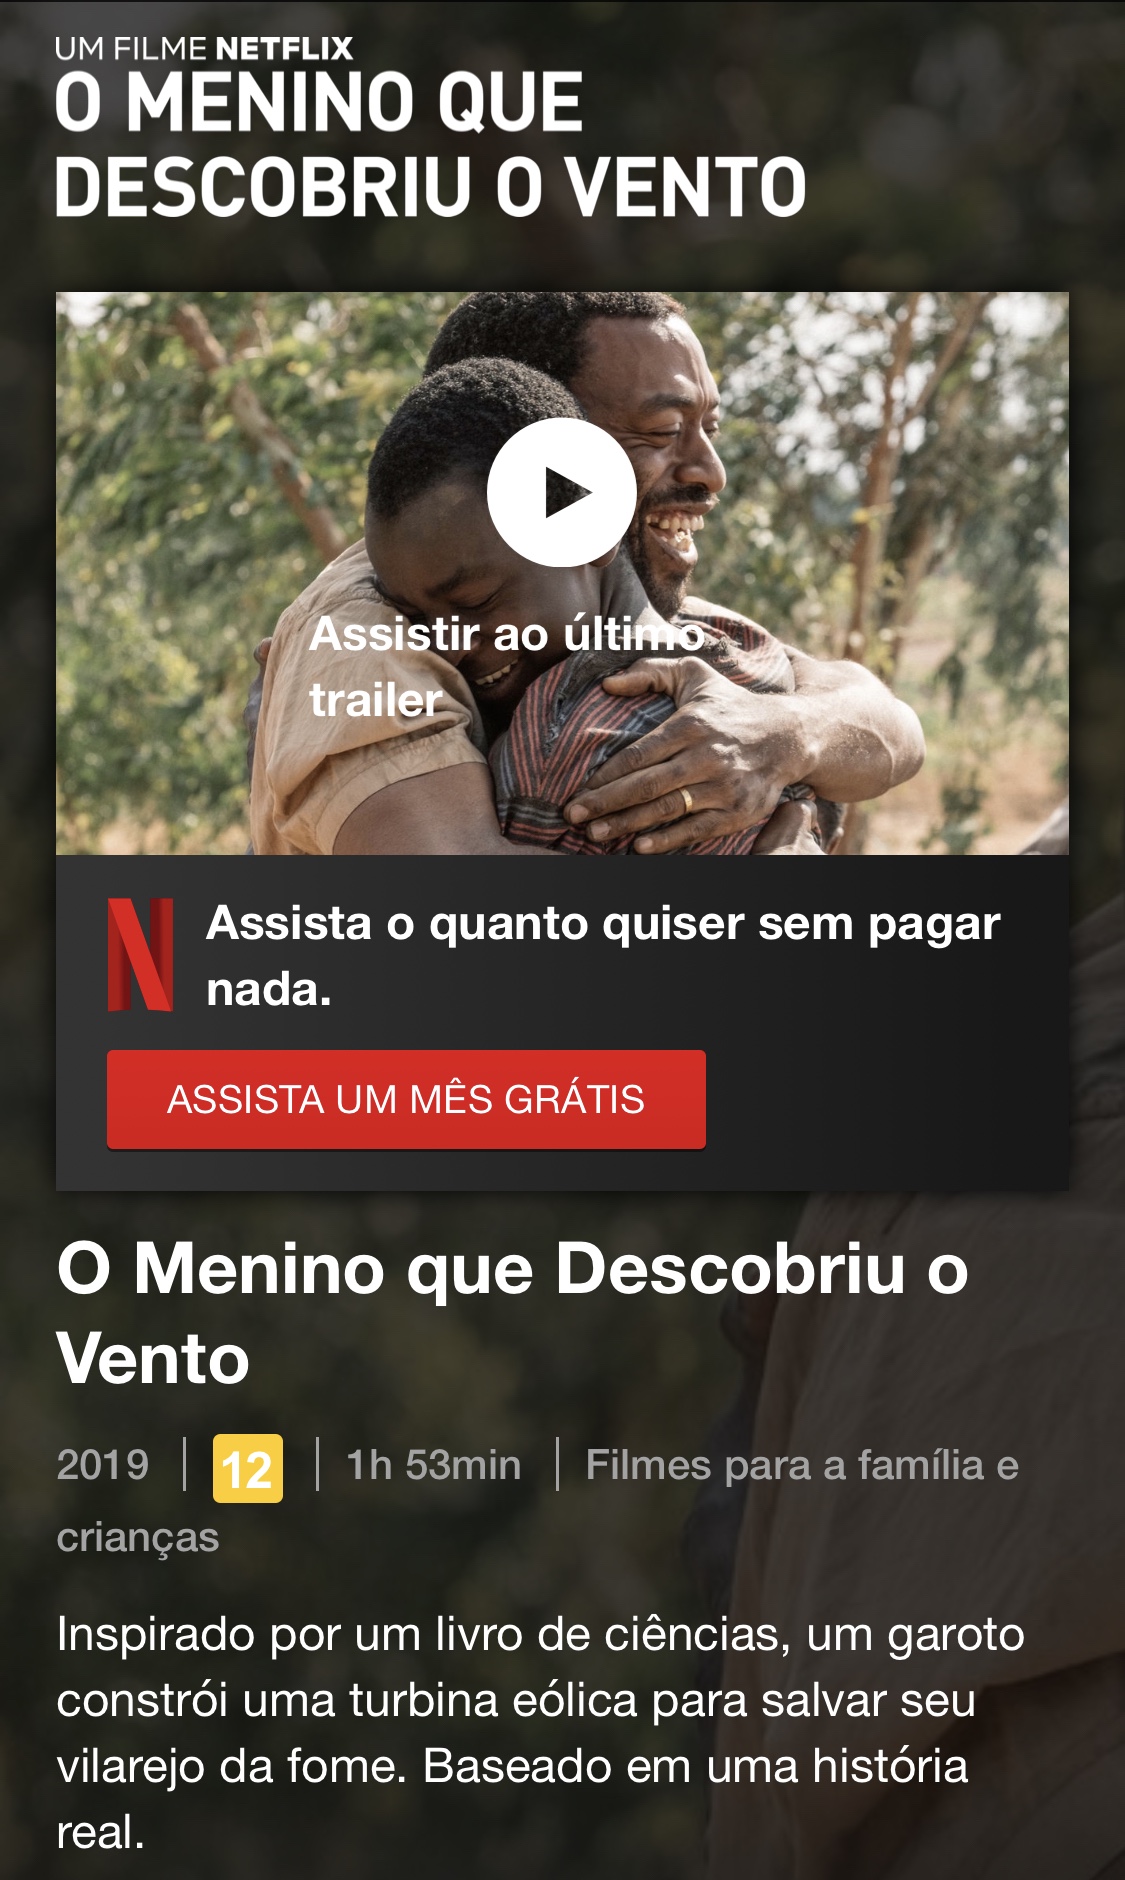 UM FILME NETFLIX
O MENINO QUE
DESCOBRIU O VENTO
Assistir ao último
trailer
N
Assista o quanto quiser sem pagar
nada.
ASSISTA UM MÊS GRÁTIS
O Menino que Descobriu o
Vento
2019 | 12 | 1h 53min | Filmes para a família e
crianças
Inspirado por um livro de ciências, um garoto
constrói uma turbina eólica para salvar seu
vilarejo da fome. Baseado em uma história
real.